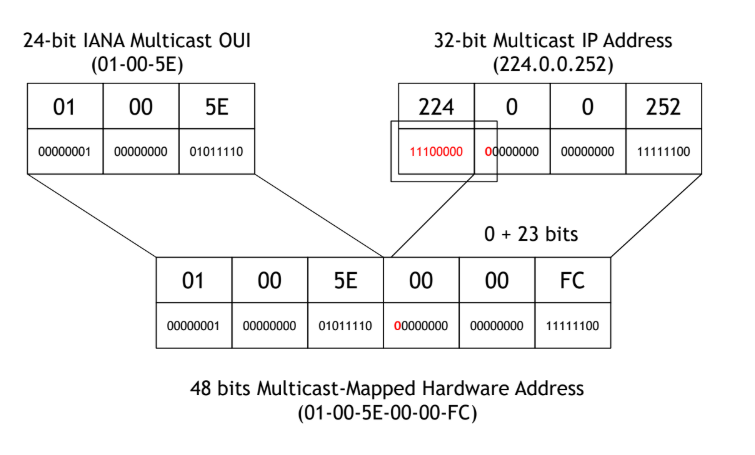 24-bit IANA Multicast OUI
(01-00-5E)
32-bit Multicast IP Address
(224.0.0.252)
01 00 5E
00000001 00000000 01011110
224 0 0 252
11100000 00000000 00000000 11111100
0 + 23 bits
01 00 5E 00 00 FC
00000001 00000000 01011110 00000000 00000000 11111100
48 bits Multicast-Mapped Hardware Address
(01-00-5E-00-00-FC)